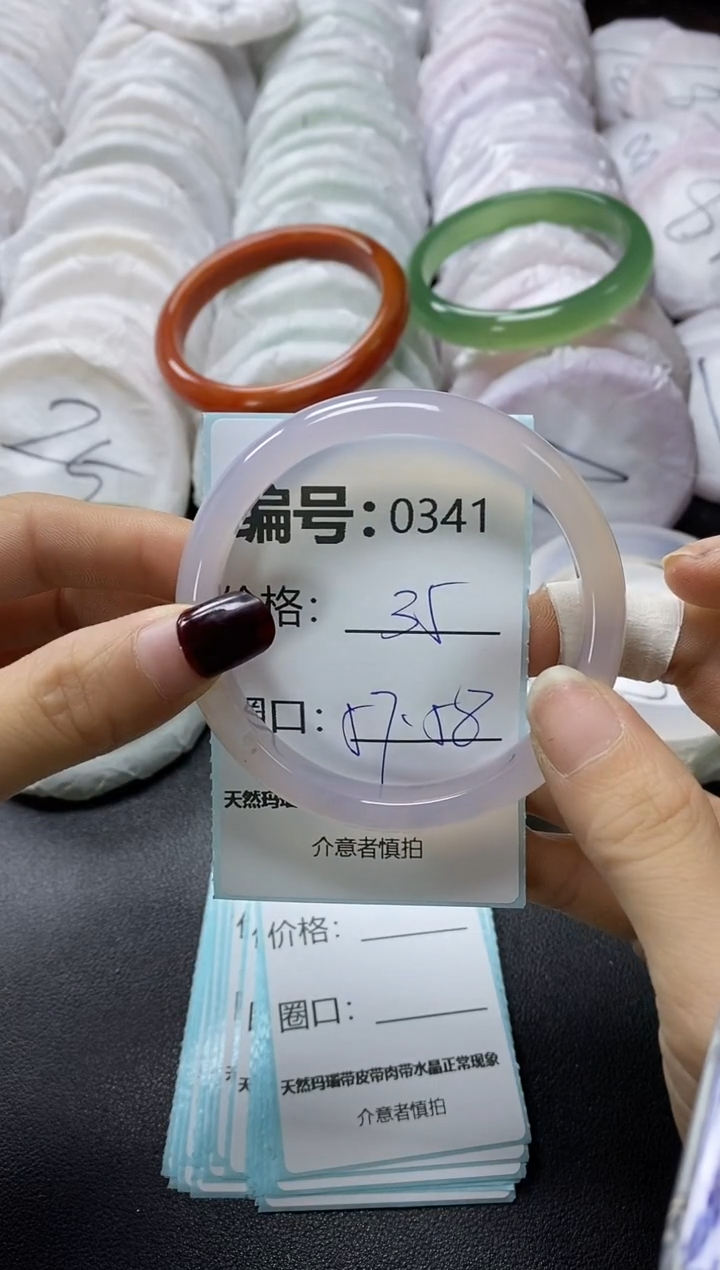 25
编号：0341
价格：35
圈口：57.58
天然玛瑙
介意者慎拍
价格：
圈口：
天然玛瑙带皮带肉带水晶正常现象
介意者慎拍